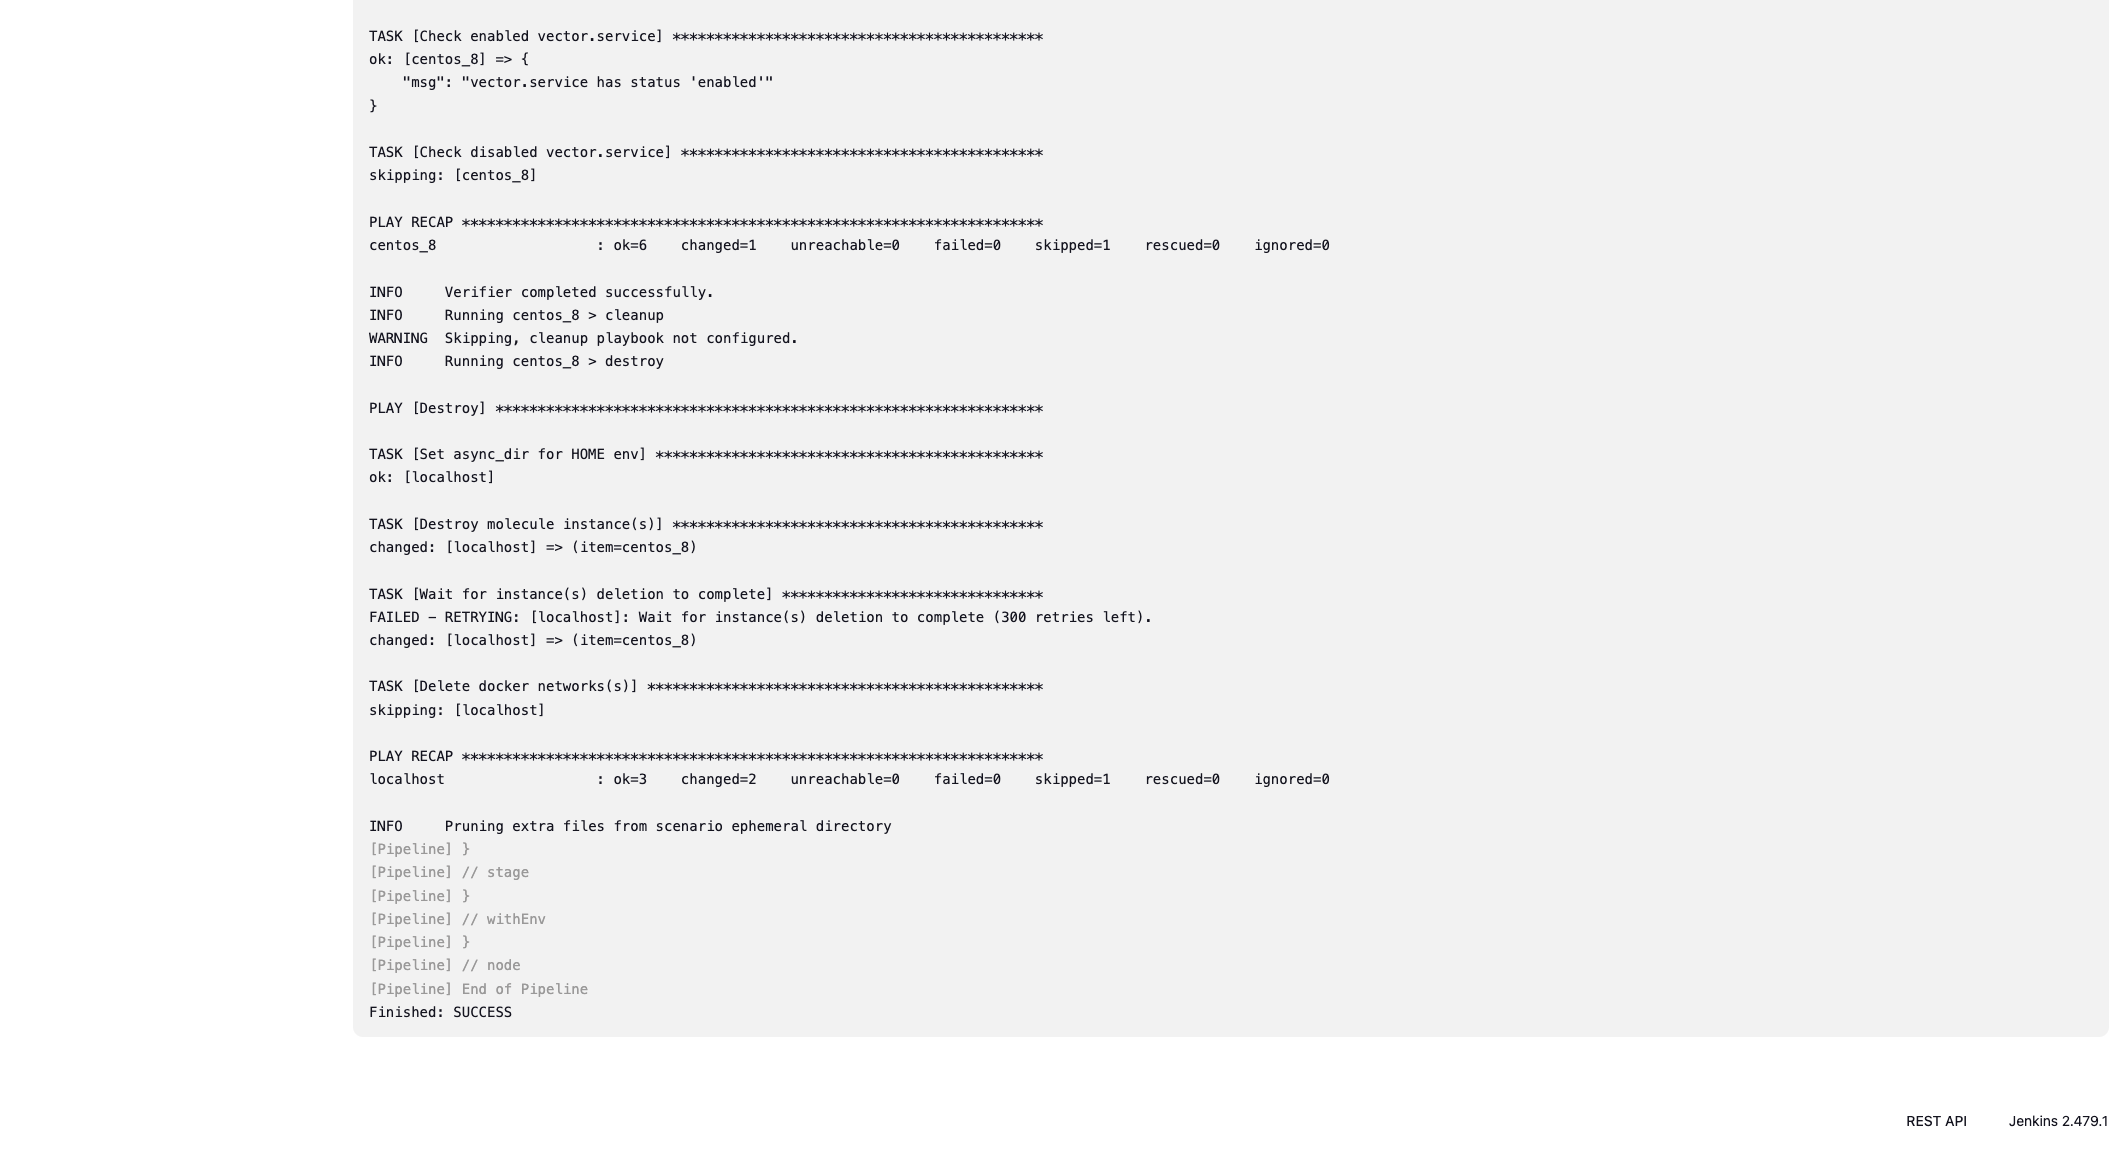 TASK [Check enabled vector.service] ********************************************
ok: [centos_8] => {
    "msg": "vector.service has status 'enabled'"
}
TASK [Check disabled vector.service] *******************************************
skipping: [centos_8]
PLAY RECAP *********************************************************************
centos_8                   : ok=6    changed=1    unreachable=0    failed=0    skipped=1    rescued=0    ignored=0
INFO     Verifier completed successfully.
INFO     Running centos_8 > cleanup
WARNING  Skipping, cleanup playbook not configured.
INFO     Running centos_8 > destroy
PLAY [Destroy] *****************************************************************
TASK [Set async_dir for HOME env] **********************************************
ok: [localhost]
TASK [Destroy molecule instance(s)] ********************************************
changed: [localhost] => (item=centos_8)
TASK [Wait for instance(s) deletion to complete] *******************************
FAILED - RETRYING: [localhost]: Wait for instance(s) deletion to complete (300 retries left).
changed: [localhost] => (item=centos_8)
TASK [Delete docker networks(s)] ***********************************************
skipping: [localhost]
PLAY RECAP *********************************************************************
localhost                  : ok=3    changed=2    unreachable=0    failed=0    skipped=1    rescued=0    ignored=0
INFO     Pruning extra files from scenario ephemeral directory
[Pipeline] }
[Pipeline] // stage
[Pipeline] }
[Pipeline] // withEnv
[Pipeline] }
[Pipeline] // node
[Pipeline] End of Pipeline
Finished: SUCCESS
REST API     Jenkins 2.479.1